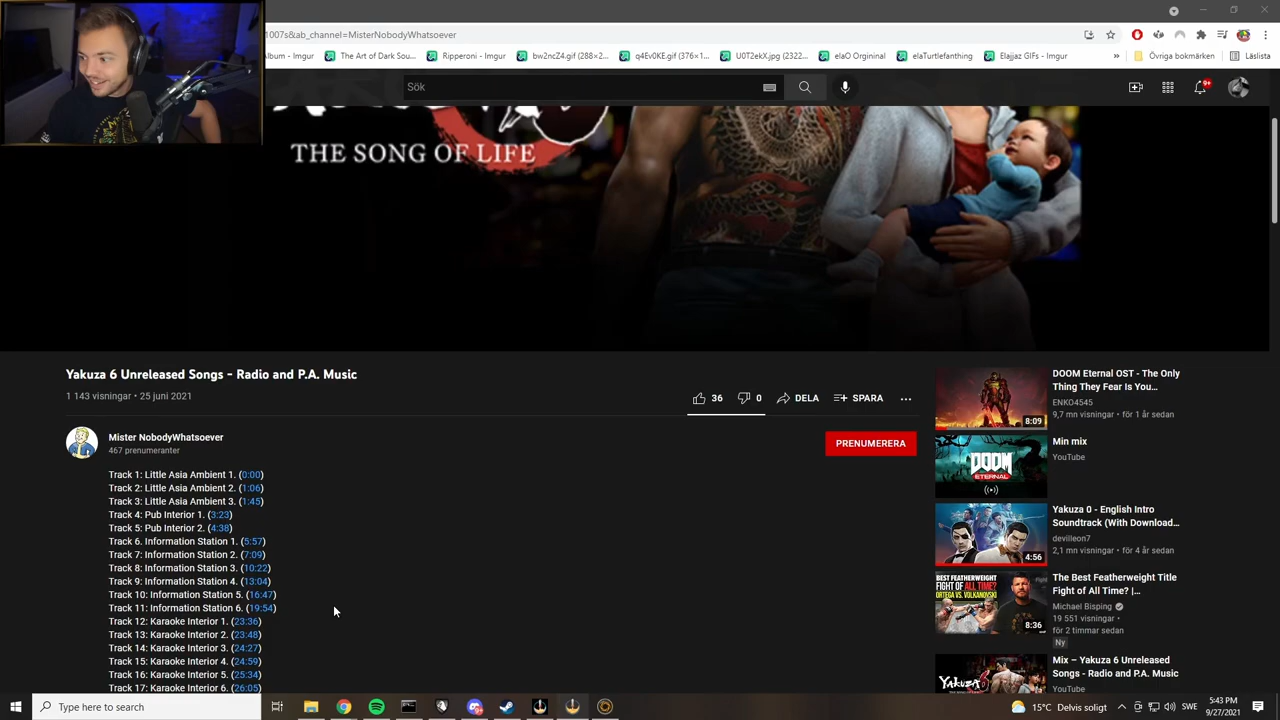 1007s&ab_channel=MisterNobodyWhatsoever
lbum - Imgur
The Art of Dark Sou...
Ripperoni - Imgur
bw2ncZ4.gif (288×2...
q4Ev0KE.gif (376×1...
U0T2ekX.jpg (2322...
elaO Orgininal
elaTurtlefanthing
Elajjaz GIFs - Imgur
»
Övriga bokmärken
Läslista
Sök
9+
THE SONG OF LIFE
Yakuza 6 Unreleased Songs - Radio and P.A. Music
1 143 visningar • 25 juni 2021
36
0
DELA
SPARA
Mister NobodyWhatsoever
467 prenumeranter
PRENUMERERA
Track 1: Little Asia Ambient 1. (0:00)
Track 2: Little Asia Ambient 2. (1:06)
Track 3: Little Asia Ambient 3. (1:45)
Track 4: Pub Interior 1. (3:23)
Track 5: Pub Interior 2. (4:38)
Track 6. Information Station 1. (5:57)
Track 7: Information Station 2. (7:09)
Track 8: Information Station 3. (10:22)
Track 9: Information Station 4. (13:04)
Track 10: Information Station 5. (16:47)
Track 11: Information Station 6. (19:54)
Track 12: Karaoke Interior 1. (23:36)
Track 13: Karaoke Interior 2. (23:48)
Track 14: Karaoke Interior 3. (24:27)
Track 15: Karaoke Interior 4. (24:59)
Track 16: Karaoke Interior 5. (25:34)
Track 17: Karaoke Interior 6. (26:05)
DOOM Eternal OST - The Only
Thing They Fear Is You...
ENKO4545
9,7 mn visningar • för 1 år sedan
8:09
Min mix
YouTube
DOOM
ETERNAL
Yakuza 0 - English Intro
Soundtrack (With Download...
devilleon7
2,1 mn visningar • för 4 år sedan
4:56
BEST FEATHERWEIGHT
FIGHT OF ALL TIME?
ORTEGA VS. VOLKANOVSKI
8:36
The Best Featherweight Title
Fight of All Time? |...
Michael Bisping
19 551 visningar •
för 2 timmar sedan
Ny
Mix – Yakuza 6 Unreleased
Songs - Radio and P.A. Music
YouTube
Type here to search
15°C Delvis soligt
SWE
5:43 PM
9/27/2021